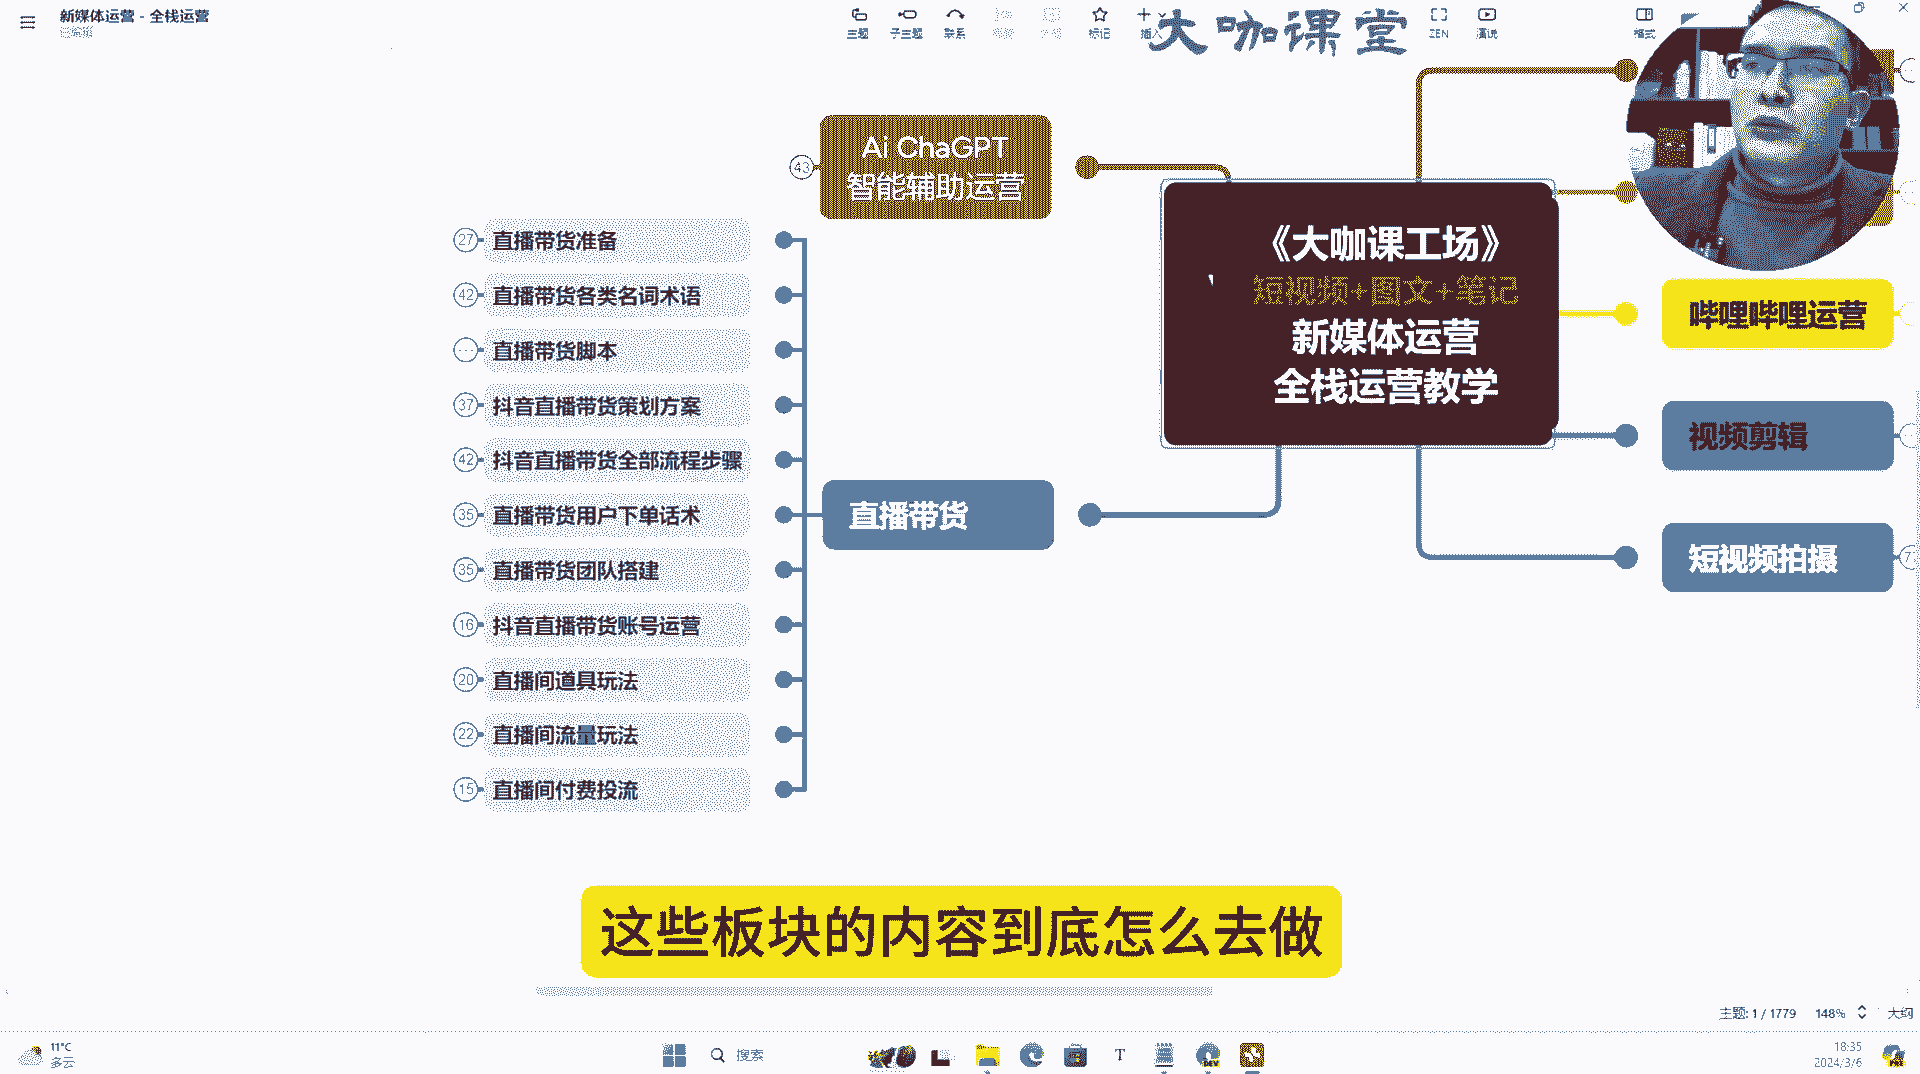 新媒体运营 - 全栈运营
已编辑
主题
子主题
联系
标记
插入
大咖课堂
ZEN
演说
格式
43
Ai ChaGPT
智能辅助运营
《大咖课工场》
短视频+图文+笔记
新媒体运营
全栈运营教学
27
直播带货准备
42
直播带货各类名词术语
直播带货脚本
37
抖音直播带货策划方案
42
抖音直播带货全部流程步骤
35
直播带货用户下单话术
35
直播带货团队搭建
16
抖音直播带货账号运营
20
直播间道具玩法
22
直播间流量玩法
15
直播间付费投流
直播带货
哔哩哔哩运营
视频剪辑
短视频拍摄
7
这些板块的内容到底怎么去做
主题: 1 / 1779
148%
大纲
11°C
多云
搜索
T
DEV
18:35
2024/3/6
PRE